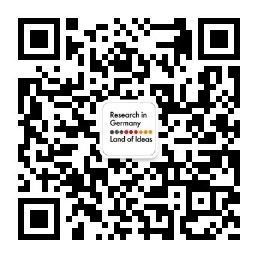 Research in
Germany
Land of Ideas